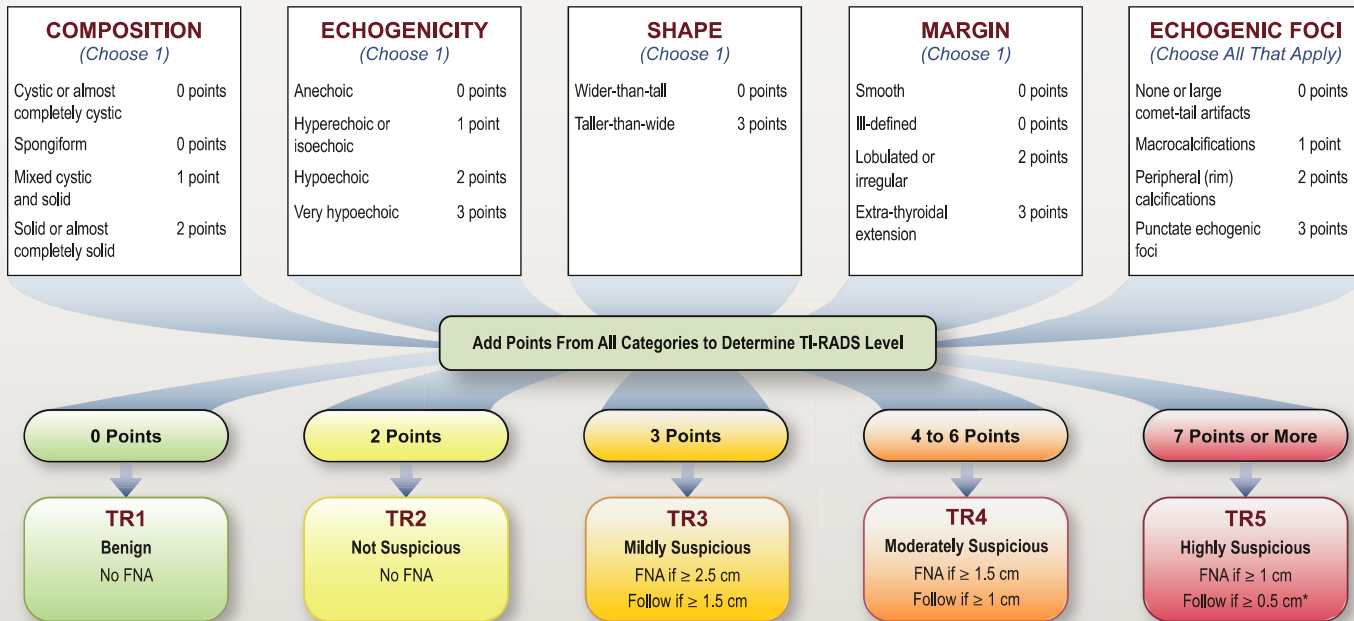 COMPOSITION
(Choose 1)
Cystic or almost completely cystic 0 points
Spongiform 0 points
Mixed cystic and solid 1 point
Solid or almost completely solid 2 points
ECHOGENICITY
(Choose 1)
Anechoic 0 points
Hyperechoic or isoechoic 1 point
Hypoechoic 2 points
Very hypoechoic 3 points
SHAPE
(Choose 1)
Wider-than-tall 0 points
Taller-than-wide 3 points
MARGIN
(Choose 1)
Smooth 0 points
Ill-defined 0 points
Lobulated or irregular 2 points
Extra-thyroidal extension 3 points
ECHOGENIC FOCI
(Choose All That Apply)
None or large comet-tail artifacts 0 points
Macrocalcifications 1 point
Peripheral (rim) calcifications 2 points
Punctate echogenic foci 3 points
Add Points From All Categories to Determine TI-RADS Level
0 Points
2 Points
3 Points
4 to 6 Points
7 Points or More
TR1
Benign
No FNA
TR2
Not Suspicious
No FNA
TR3
Mildly Suspicious
FNA if ≥ 2.5 cm
Follow if ≥ 1.5 cm
TR4
Moderately Suspicious
FNA if ≥ 1.5 cm
Follow if ≥ 1 cm
TR5
Highly Suspicious
FNA if ≥ 1 cm
Follow if ≥ 0.5 cm*